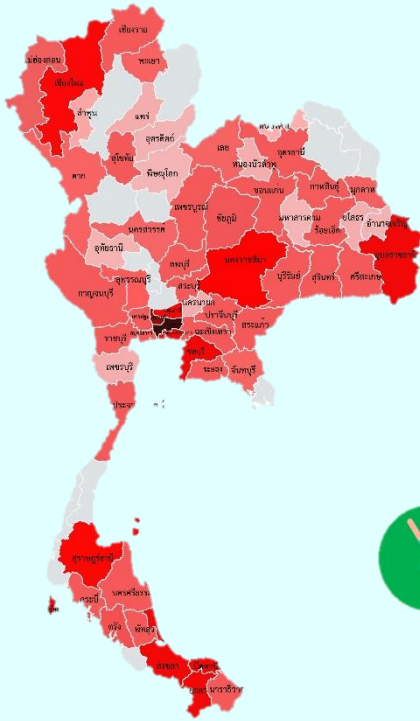 เชียงราย
แม่ฮ่องสอน
เชียงใหม่
พะเยา
ลำพูน
แพร่
อุตรดิตถ์
สุโขทัย
ตาก
พิษณุโลก
เลย
หนองบัวลำพู
อุดรธานี
เพชรบูรณ์
ขอนแก่น
กาฬสินธุ์
มุกดาหาร
ชัยภูมิ
มหาสารคาม
ร้อยเอ็ด
ยโสธร
อำนาจเจริญ
อุบลราชธานี
นครสวรรค์
อุทัยธานี
ลพบุรี
นครราชสีมา
บุรีรัมย์
สุรินทร์
ศรีสะเกษ
สุพรรณบุรี
สระบุรี
กาญจนบุรี
นครนายก
ปราจีนบุรี
สระแก้ว
ฉะเชิงเทรา
ราชบุรี
ชลบุรี
ระยอง
จันทบุรี
เพชรบุรี
ประจว
สุราษฎร์ธานี
กระบี่
นครศรีธรรม
ตรัง
พัทลุง
สงขลา
ปัตตานี
ยะลา
นาราธิวาส